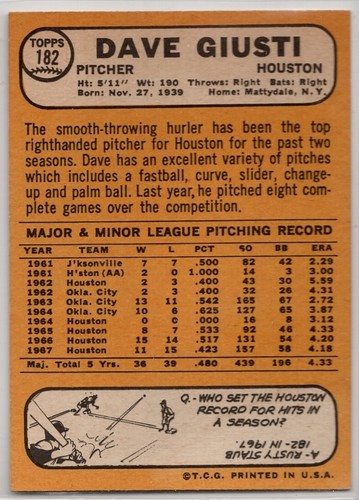 TOPPS
182
DAVE GIUSTI
PITCHER HOUSTON
Ht: 5'11" Wt: 190 Throws: Right Bats: Right
Born: Nov. 27, 1939 Home: Mattydale, N.Y.
The smooth-throwing hurler has been the top
righthanded pitcher for Houston for the past two
seasons. Dave has an excellent variety of pitches
which includes a fastball, curve, slider, change-
up and palm ball. Last year, he pitched eight com-
plete games over the competition.
MAJOR & MINOR LEAGUE PITCHING RECORD
YEAR TEAM W L PCT SO BB ERA
1961 J'ksonville 7 7 .500 82 42 2.29
1961 H'ston (AA) 2 0 1.000 14 3 3.00
1962 Houston 2 3 .400 43 30 5.59
1962 Okla. City 2 3 .400 32 26 4.31
1963 Okla. City 13 11 .542 165 67 2.72
1964 Okla. City 10 6 .625 127 65 3.87
1964 Houston 0 0 .000 16 8 3.12
1965 Houston 8 7 .533 92 46 4.33
1966 Houston 15 14 .517 131 54 4.20
1967 Houston 11 15 .423 157 58 4.18
Maj. Total 5 Yrs. 36 39 .480 439 196 4.33
Q.- WHO SET THE HOUSTON
RECORD FOR HITS IN
A SEASON?
A- RUSTY STAUB
182- IN 1967.
©T.C.G. PRINTED IN U.S.A.